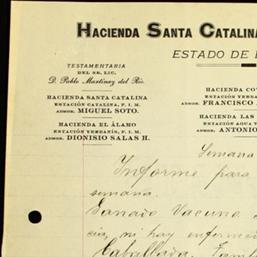 HACIENDA SANTA CATALINA
ESTADO DE
TESTAMENTARIA
DEL SR. LIC.
D. Pablo Martínez del Río.
HACIENDA SANTA CATALINA
ESTACIÓN CATALINA, F. I. M.
ADMOR. MIGUEL SOTO.
HACIENDA EL ÁLAMO
ESTACIÓN YERBANÍS, F. I. M.
ADMOR. DIONISIO SALAS H.
HACIENDA
ESTACIÓN
ADMOR. FRANCISCO
HACIENDA LAS
ESTACIÓN AGUA
ADMOR. ANTONIO
Semana
Informe para
semana.
Ganado Vacuno
ni hay
Caballada.